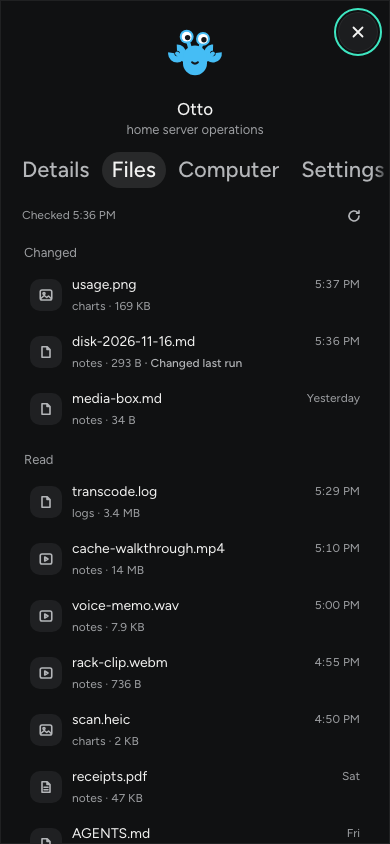 Otto
home server operations
Details Files Computer Settings
Checked 5:36 PM
Changed
usage.png 5:37 PM
charts · 169 KB
disk-2026-11-16.md 5:36 PM
notes · 293 B · Changed last run
media-box.md Yesterday
notes · 34 B
Read
transcode.log 5:29 PM
logs · 3.4 MB
cache-walkthrough.mp4 5:10 PM
notes · 14 MB
voice-memo.wav 5:00 PM
notes · 7.9 KB
rack-clip.webm 4:55 PM
notes · 736 B
scan.heic 4:50 PM
charts · 2 KB
receipts.pdf Sat
notes · 47 KB
AGENTS.md Fri